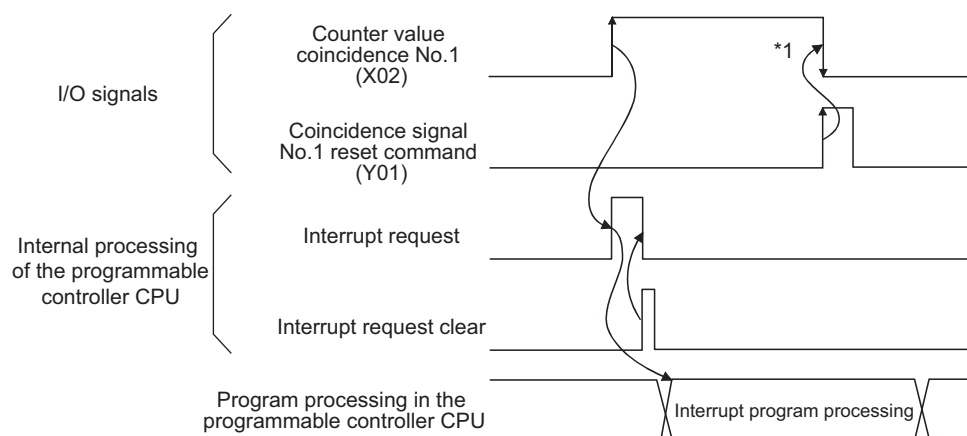 Counter value
coincidence No.1
(X02)
*1
I/O signals
Coincidence signal
No.1 reset command
(Y01)
Internal processing
of the programmable
controller CPU
Interrupt request
Interrupt request clear
Program processing in the
programmable controller CPU
Interrupt program processing